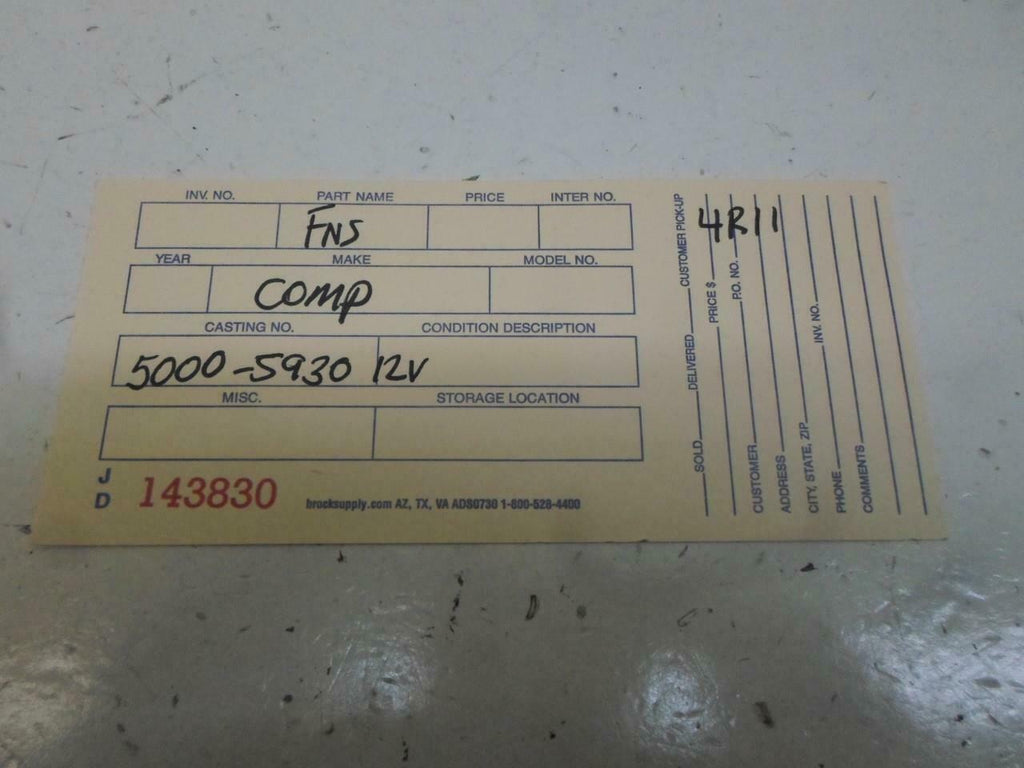 INV. NO. PART NAME PRICE INTER NO.
FNS
YEAR MAKE MODEL NO.
COMP
CASTING NO. CONDITION DESCRIPTION
5000-5930 12V
MISC. STORAGE LOCATION
J
D
143830
brocksupply.com AZ, TX, VA ADS0730 1-800-528-4400
4R11
SOLD DELIVERED CUSTOMER PICK-UP
PRICE $
P.O. NO.
CUSTOMER
ADDRESS
CITY, STATE, ZIP INV. NO.
PHONE
COMMENTS